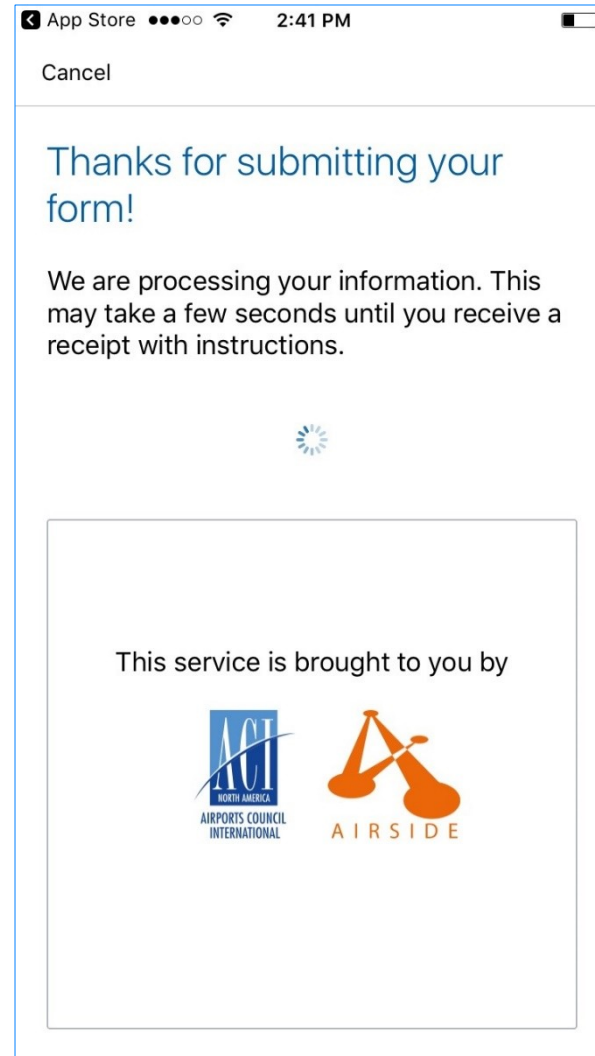 App Store 2:41 PM
Cancel
Thanks for submitting your
form!
We are processing your information. This
may take a few seconds until you receive a
receipt with instructions.
This service is brought to you by
ACI
NORTH AMERICA
AIRPORTS COUNCIL
INTERNATIONAL
AIRSIDE